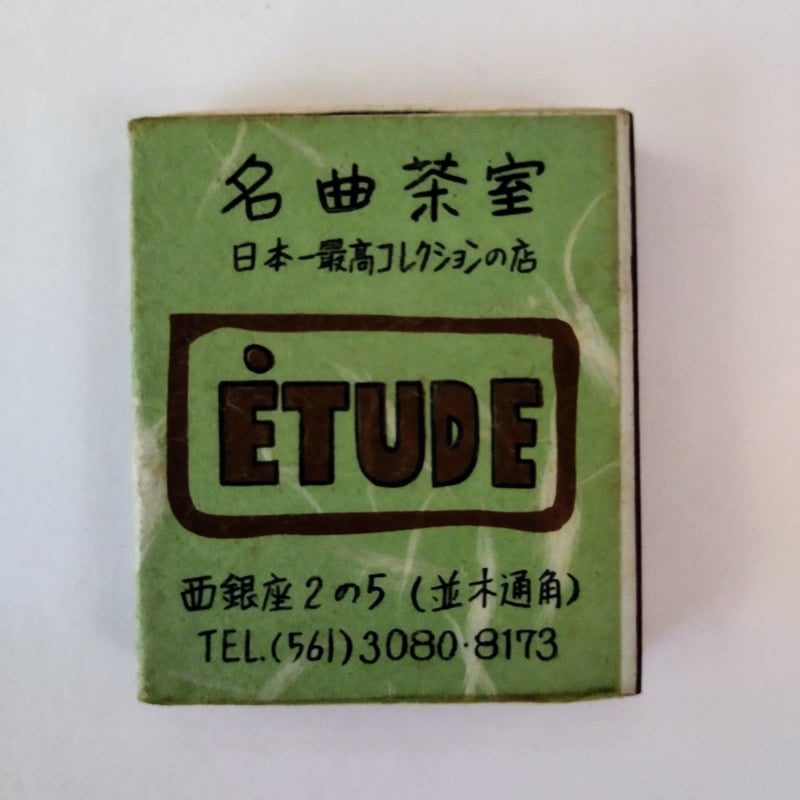 名曲茶室
日本一最高コレクションの店
ĖTUDE
西銀座2の5(並木通角)
TEL.(561)3080・8173